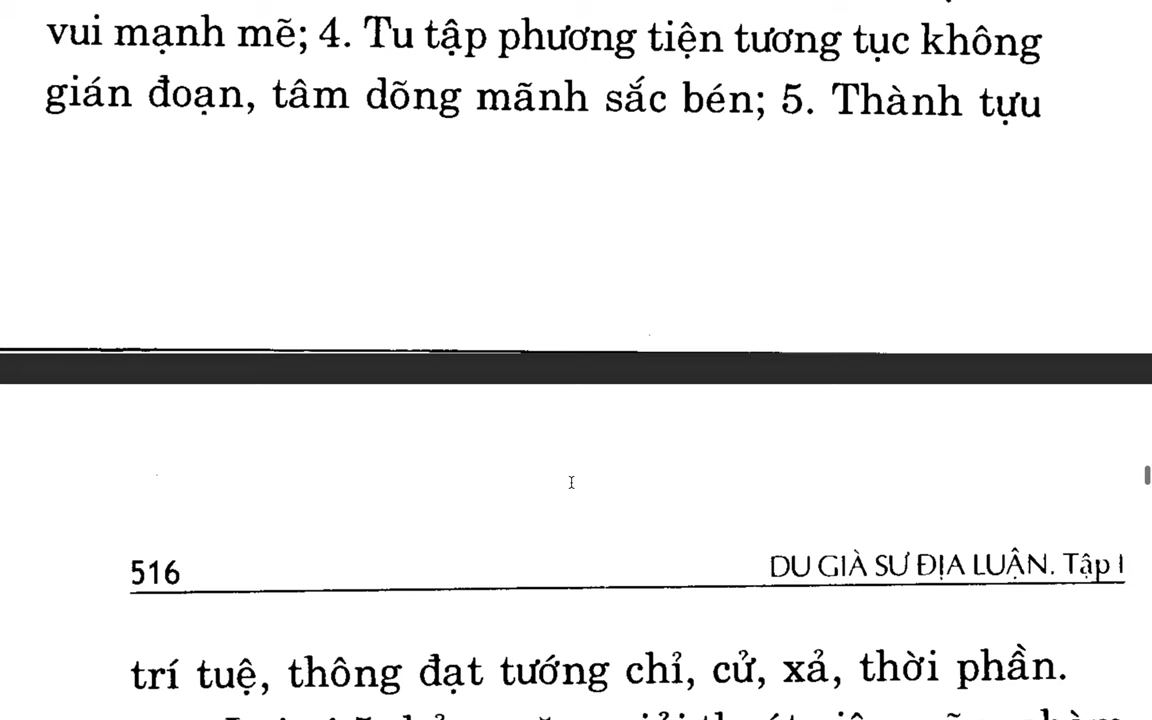 vui mạnh mẽ; 4. Tu tập phương tiện tương tục không
gián đoạn, tâm dõng mãnh sắc bén; 5. Thành tựu
516
DU GIÀ SƯ ĐỊA LUẬN. Tập I
trí tuệ, thông đạt tướng chỉ, cử, xả, thời phần.